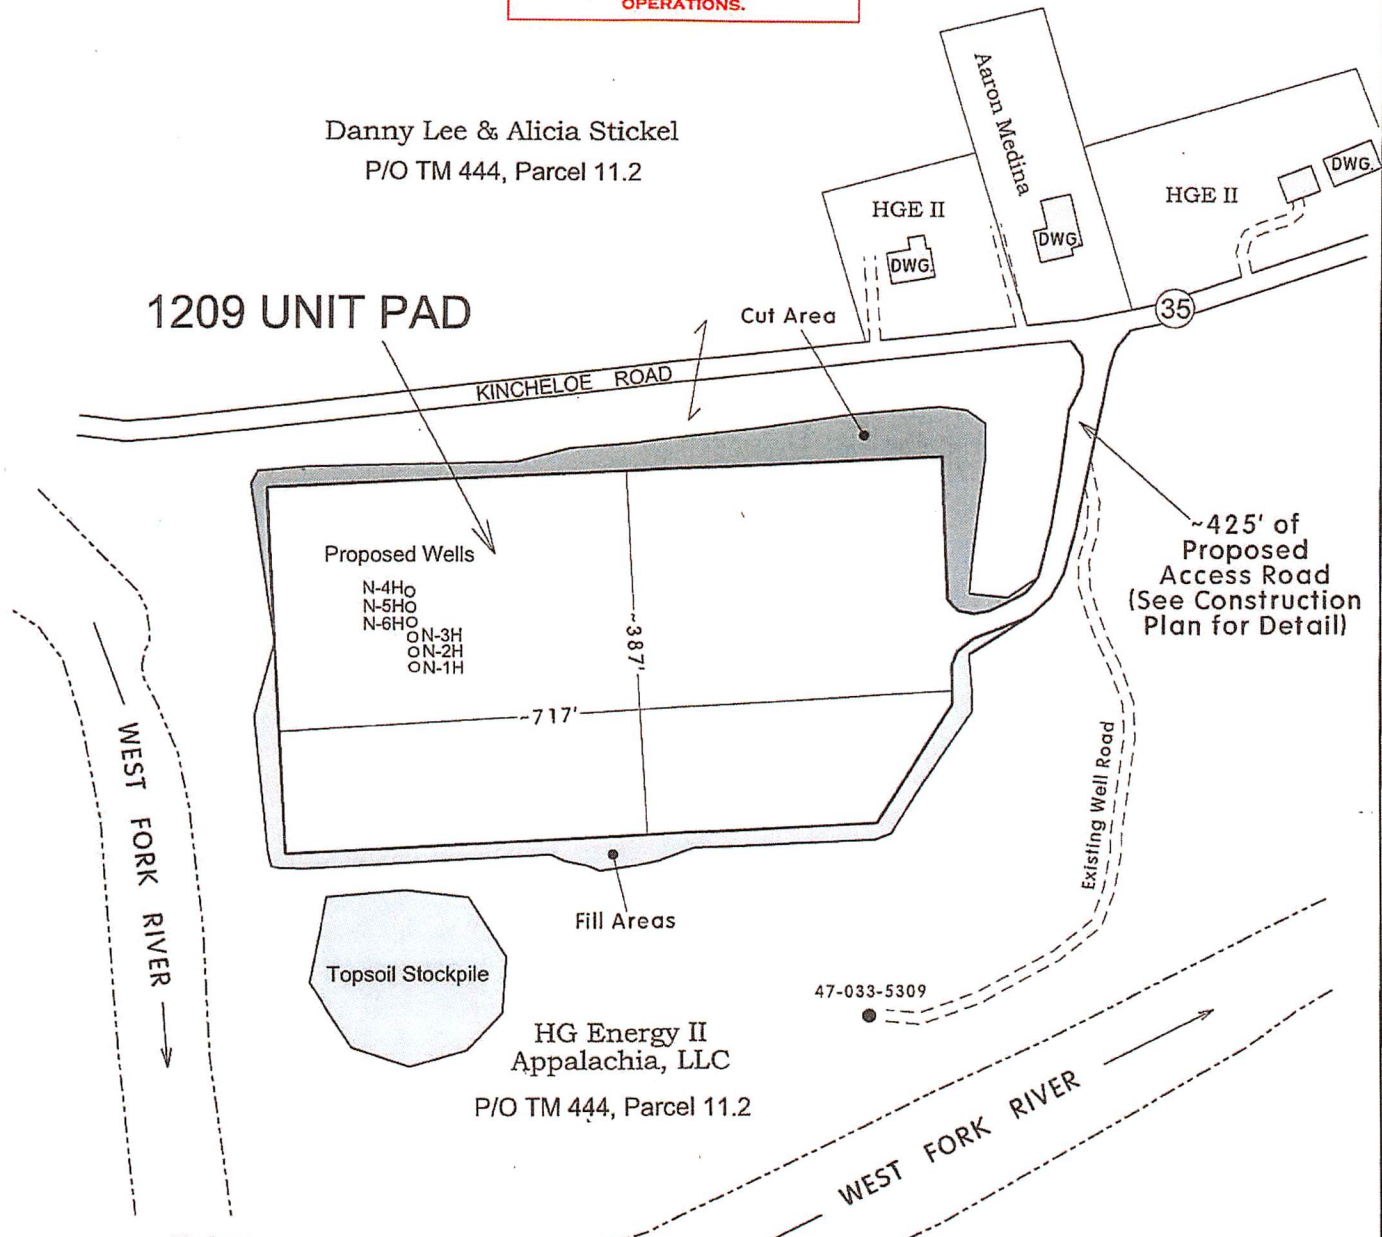 OPERATIONS.
Danny Lee & Alicia Stickel
P/O TM 444, Parcel 11.2
Aaron Medina
HGE II
DWG.
DWG.
HGE II
DWG.
1209 UNIT PAD
Cut Area
35
KINCHELOE ROAD
~425' of
Proposed
Access Road
(See Construction
Plan for Detail)
Proposed Wells
N-4H
N-5H
N-6H
N-3H
N-2H
N-1H
~387'
~717'
WEST FORK RIVER
Existing Well Road
Fill Areas
Topsoil Stockpile
47-033-5309
HG Energy II
Appalachia, LLC
P/O TM 444, Parcel 11.2
WEST FORK RIVER